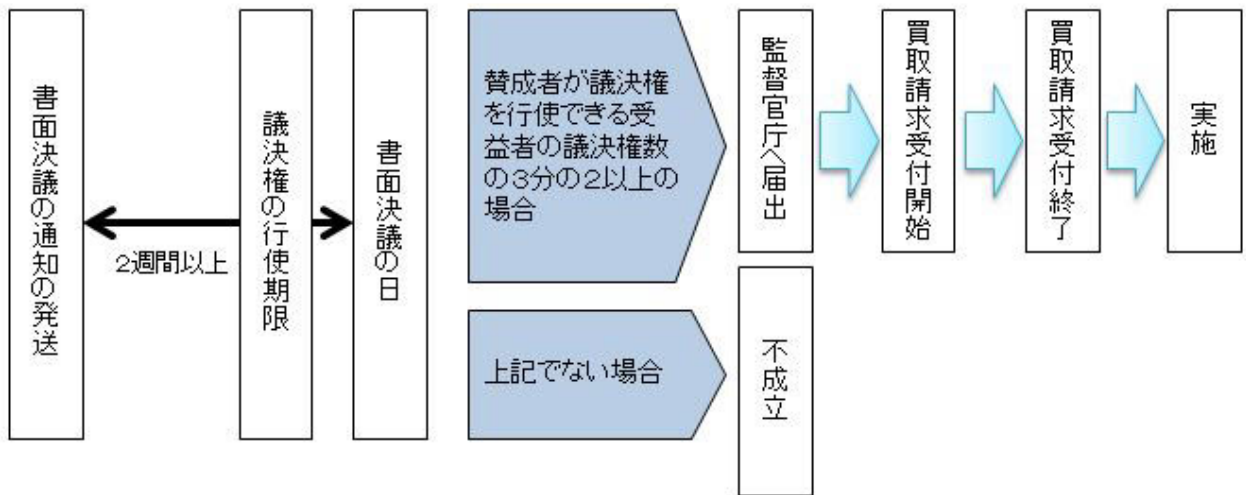 書面決議の通知の発送
2週間以上
議決権の行使期限
書面決議の日
賛成者が議決権
を行使できる受
益者の議決権数
の3分の2以上の
場合
監督官庁へ届出
買取請求受付開始
買取請求受付終了
実施
上記でない場合
不成立